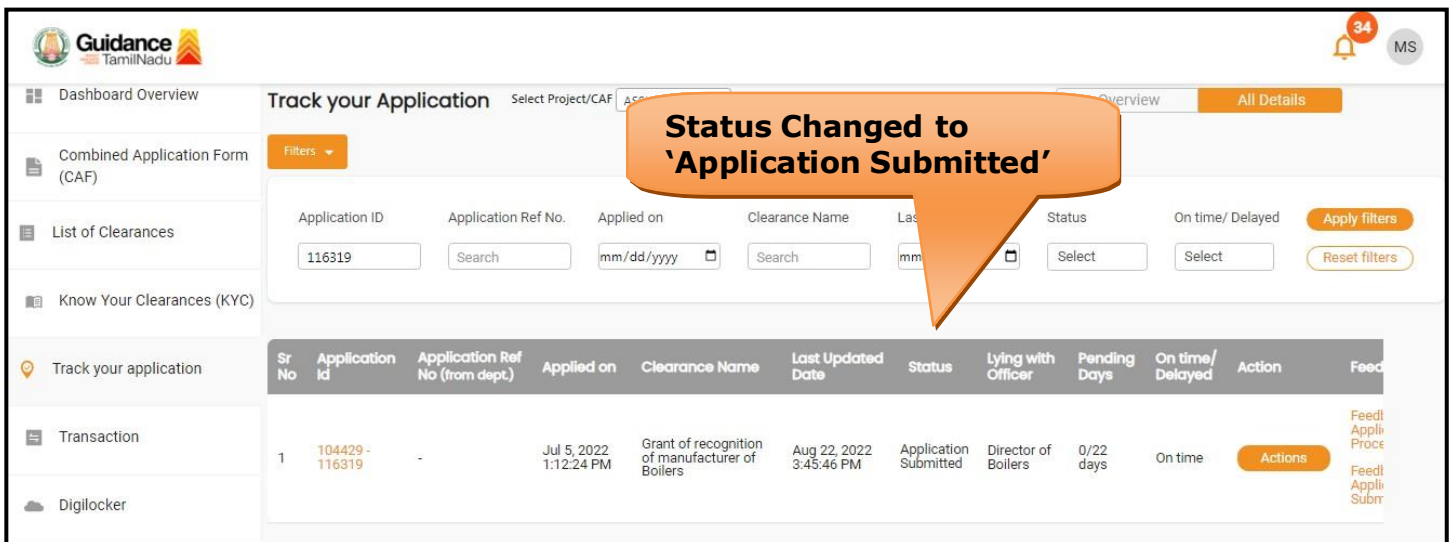 Guidance
TamilNadu
34
MS
Dashboard Overview
Track your Application
Select Project/CAF
All Details
Status Changed to
‘Application Submitted’
Combined Application Form
(CAF)
Filters
List of Clearances
Application ID
Application Ref No.
Applied on
Clearance Name
Status
On time/ Delayed
Apply filters
116319
Search
mm/dd/yyyy
Search
Select
Select
Reset filters
Know Your Clearances (KYC)
Track your application
Sr
No
Application
Id
Application Ref
No (from dept.)
Applied on
Clearance Name
Last Updated
Date
Status
Lying with
Officer
Pending
Days
On time/
Delayed
Action
Transaction
1
104429 -
116319
-
Jul 5, 2022
1:12:24 PM
Grant of recognition
of manufacturer of
Boilers
Aug 22, 2022
3:45:46 PM
Application
Submitted
Director of
Boilers
0/22
days
On time
Actions
Digilocker